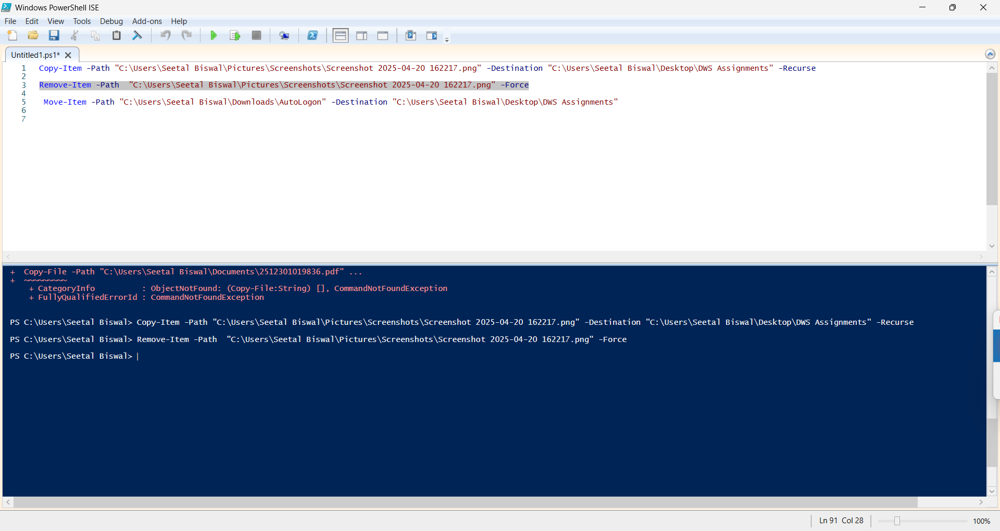 Windows PowerShell ISE
File Edit View Tools Debug Add-ons Help
Untitled1.ps1*
1 Copy-Item -Path "C:\Users\Seetal Biswal\Pictures\Screenshots\Screenshot 2025-04-20 162217.png" -Destination "C:\Users\Seetal Biswal\Desktop\DWS Assignments" -Recurse
2
3 Remove-Item -Path  "C:\Users\Seetal Biswal\Pictures\Screenshots\Screenshot 2025-04-20 162217.png" -Force
4
5  Move-Item -Path "C:\Users\Seetal Biswal\Downloads\AutoLogon" -Destination "C:\Users\Seetal Biswal\Desktop\DWS Assignments"
6
7
+  Copy-File -Path "C:\Users\Seetal Biswal\Documents\2512301019836.pdf" ...
+  ~~~~~~~~~
    + CategoryInfo          : ObjectNotFound: (Copy-File:String) [], CommandNotFoundException
    + FullyQualifiedErrorId : CommandNotFoundException
PS C:\Users\Seetal Biswal> Copy-Item -Path "C:\Users\Seetal Biswal\Pictures\Screenshots\Screenshot 2025-04-20 162217.png" -Destination "C:\Users\Seetal Biswal\Desktop\DWS Assignments" -Recurse
PS C:\Users\Seetal Biswal> Remove-Item -Path  "C:\Users\Seetal Biswal\Pictures\Screenshots\Screenshot 2025-04-20 162217.png" -Force
PS C:\Users\Seetal Biswal>
Ln 91 Col 28
100%